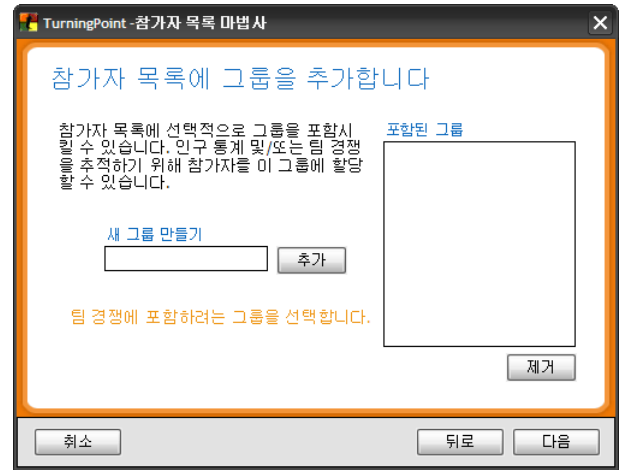 TurningPoint -참가자 목록 마법사
참가자 목록에 그룹을 추가합니다
참가자 목록에 선택적으로 그룹을 포함시
킬 수 있습니다. 인구 통계 및/또는 팀 경쟁
을 추적하기 위해 참가자를 이 그룹에 할당
할 수 있습니다.
포함된 그룹
새 그룹 만들기
추가
팀 경쟁에 포함하려는 그룹을 선택합니다.
제거
취소
뒤로
다음